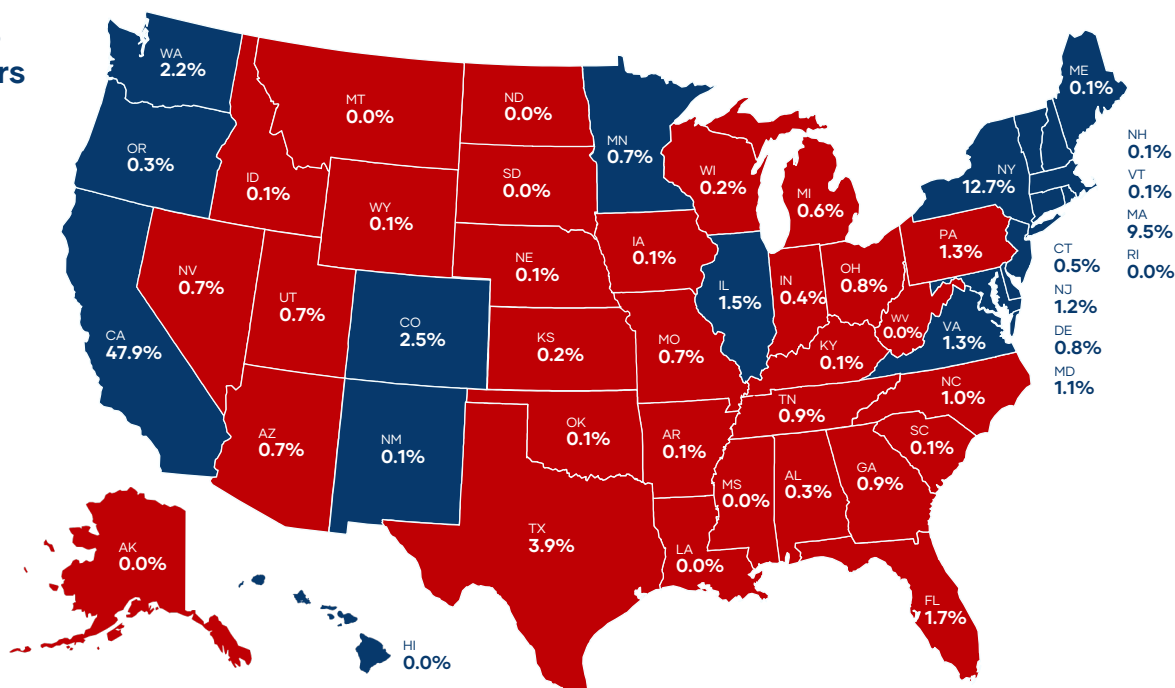 rs
WA
2.2%
OR
0.3%
CA
47.9%
ID
0.1%
NV
0.7%
MT
0.0%
WY
0.1%
UT
0.7%
AZ
0.7%
CO
2.5%
NM
0.1%
ND
0.0%
SD
0.0%
NE
0.1%
KS
0.2%
OK
0.1%
TX
3.9%
MN
0.7%
IA
0.1%
MO
0.7%
AR
0.1%
LA
0.0%
WI
0.2%
IL
1.5%
MI
0.6%
IN
0.4%
OH
0.8%
KY
0.1%
TN
0.9%
MS
0.0%
AL
0.3%
GA
0.9%
FL
1.7%
SC
0.1%
NC
1.0%
VA
1.3%
WV
0.0%
PA
1.3%
NY
12.7%
ME
0.1%
NH
0.1%
VT
0.1%
MA
9.5%
RI
0.0%
CT
0.5%
NJ
1.2%
DE
0.8%
MD
1.1%
AK
0.0%
HI
0.0%